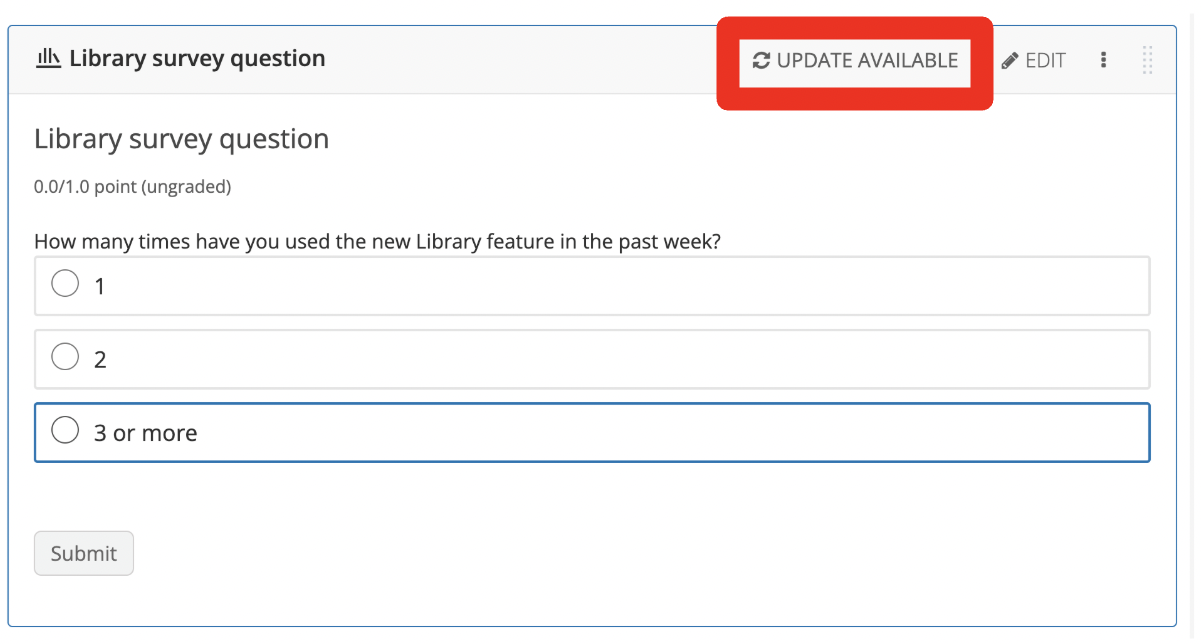 Library survey question
UPDATE AVAILABLE
EDIT
Library survey question
0.0/1.0 point (ungraded)
How many times have you used the new Library feature in the past week?
1
2
3 or more
Submit